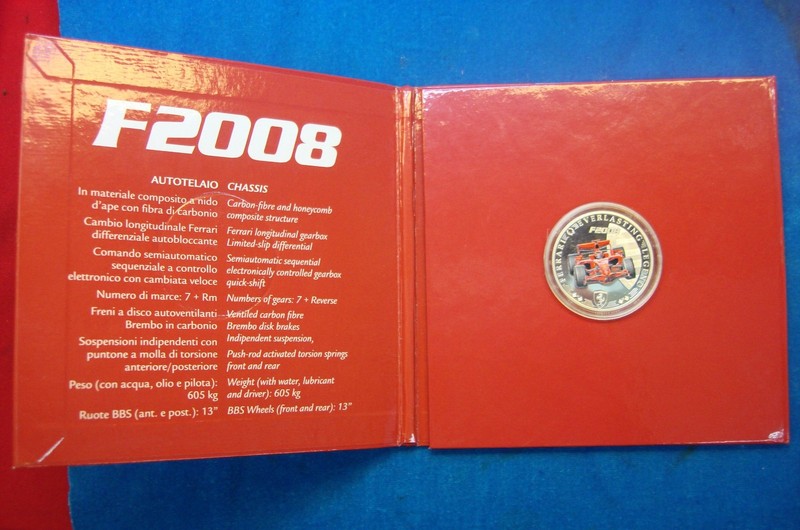 F2008
AUTOTELAIO CHASSIS
In materiale composito a nido
d'ape con fibra di carbonio
Carbon-fibre and honeycomb
composite structure
Cambio longitudinale Ferrari
differenziale autobloccante
Ferrari longitudinal gearbox
Limited-slip differential
Comando semiautomatico
sequenziale a controllo
elettronico con cambiata veloce
Semiautomatic sequential
electronically controlled gearbox
quick-shift
Numero di marce: 7 + Rm
Numbers of gears: 7 + Reverse
Freni a disco autoventilanti
Brembo in carbonio
Ventiled carbon fibre
Brembo disk brakes
Sospensioni indipendenti con
puntone a molla di torsione
anteriore/posteriore
Indipendent suspension,
Push-rod activated torsion springs
front and rear
Peso (con acqua, olio e pilota):
605 kg
Weight (with water, lubricant
and driver): 605 kg
Ruote BBS (ant. e post.): 13"
BBS Wheels (front and rear): 13"
FERRARI EVERLASTING LEGEND
F2008